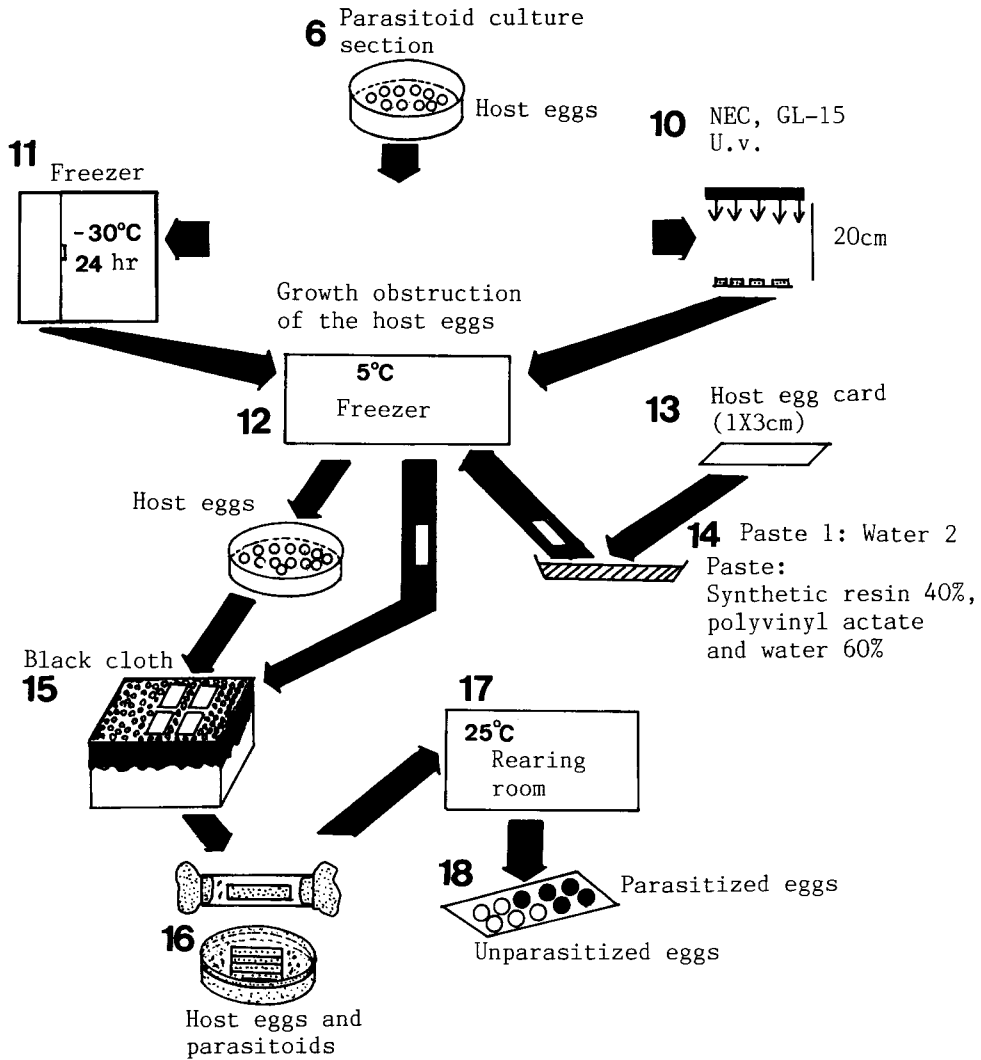 6 Parasitoid culture
section
Host eggs
10 NEC, GL-15
U.v.
11
Freezer
-30°C
24 hr
20cm
Growth obstruction
of the host eggs
5°C
Freezer
12
13 Host egg card
(1X3cm)
Host eggs
14 Paste 1: Water 2
Paste:
Synthetic resin 40%,
polyvinyl actate
and water 60%
Black cloth
15
17
25°C
Rearing
room
18
Parasitized eggs
Unparasitized eggs
16
Host eggs and
parasitoids